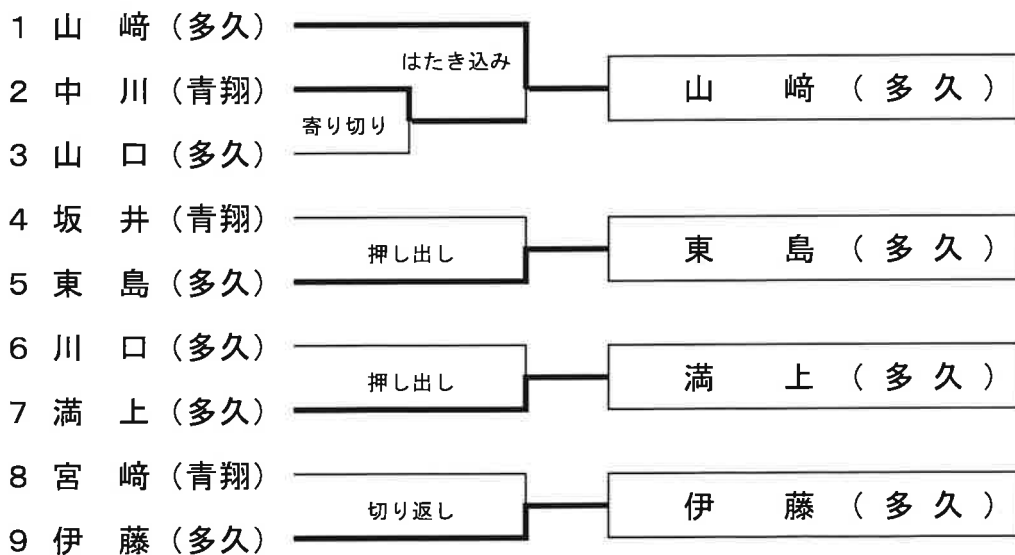 1 山 﨑 (多久)
はたき込み
山 﨑 ( 多 久 )
2 中 川 (青翔)
寄り切り
3 山 口 (多久)
4 坂 井 (青翔)
押し出し
東 島 ( 多 久 )
5 東 島 (多久)
6 川 口 (多久)
押し出し
満 上 ( 多 久 )
7 満 上 (多久)
8 宮 﨑 (青翔)
切り返し
伊 藤 ( 多 久 )
9 伊 藤 (多久)